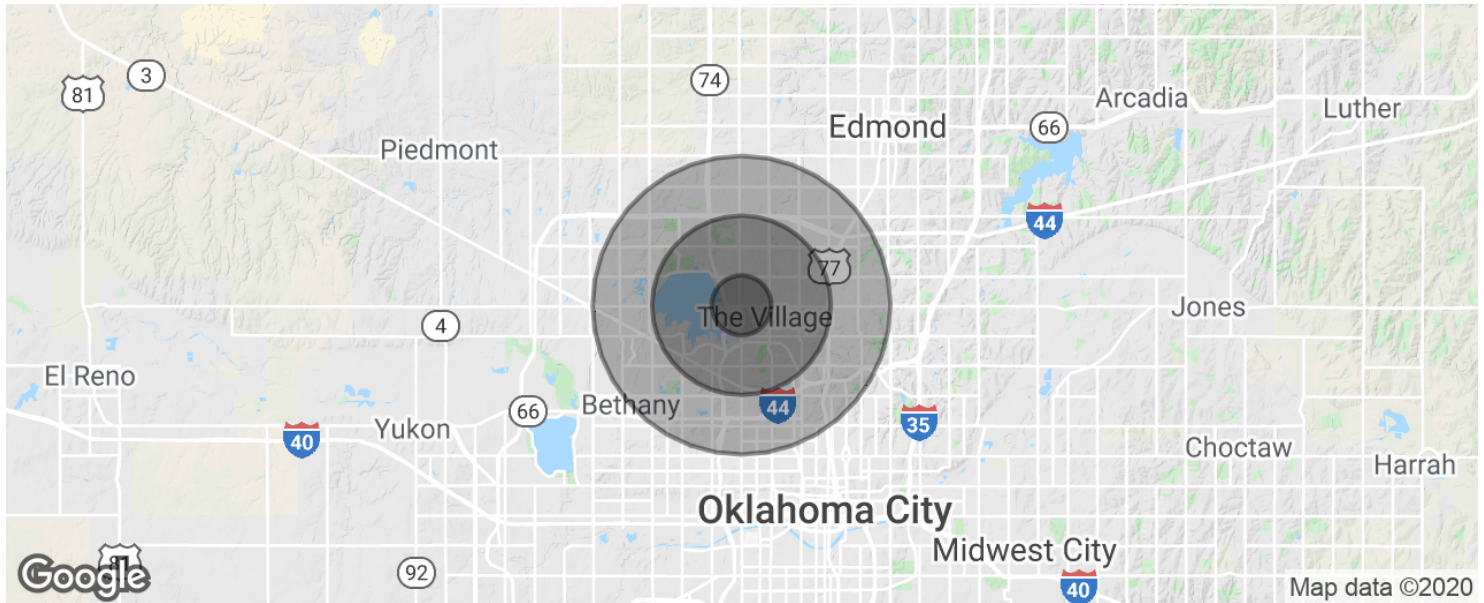 3
81
74
Arcadia
Luther
Edmond
66
Piedmont
44
77
Jones
The Village
4
El Reno
Bethany
44
66
35
Yukon
40
Choctaw
Harrah
Oklahoma City
Midwest City
81
Google
92
40
Map data ©2020